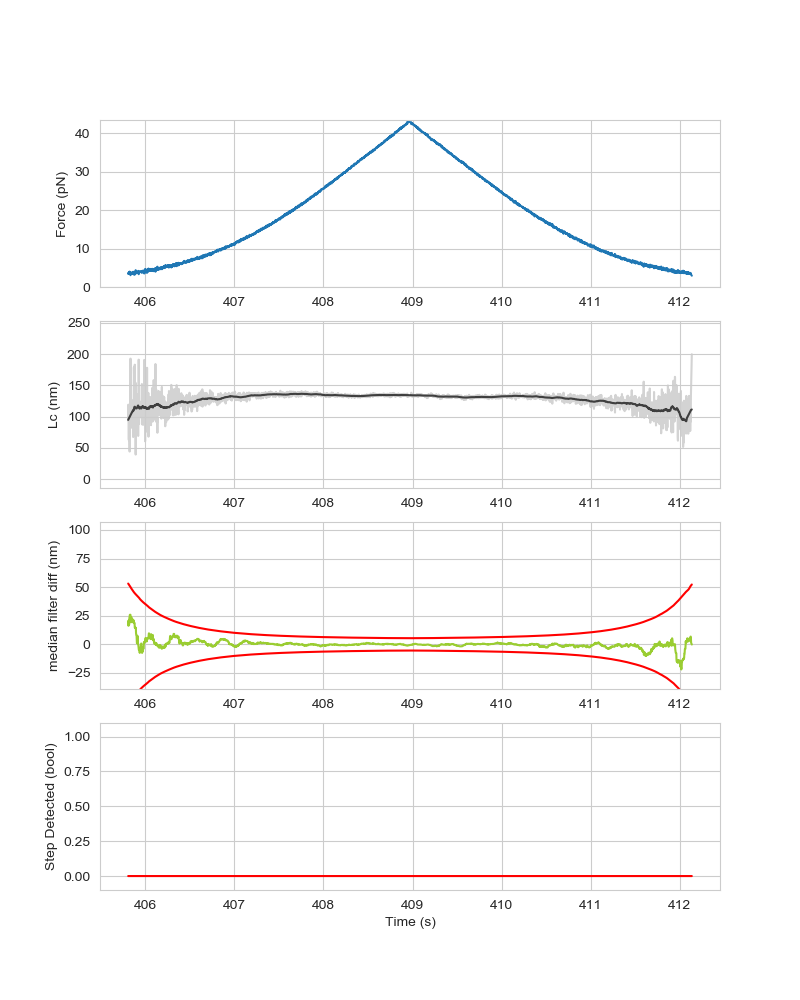 40
30
20
10
0
Force (pN)
406 407 408 409 410 411 412
250
200
150
100
50
0
Lc (nm)
406 407 408 409 410 411 412
100
75
50
25
0
−25
median filter diff (nm)
406 407 408 409 410 411 412
1.00
0.75
0.50
0.25
0.00
Step Detected (bool)
406 407 408 409 410 411 412
Time (s)